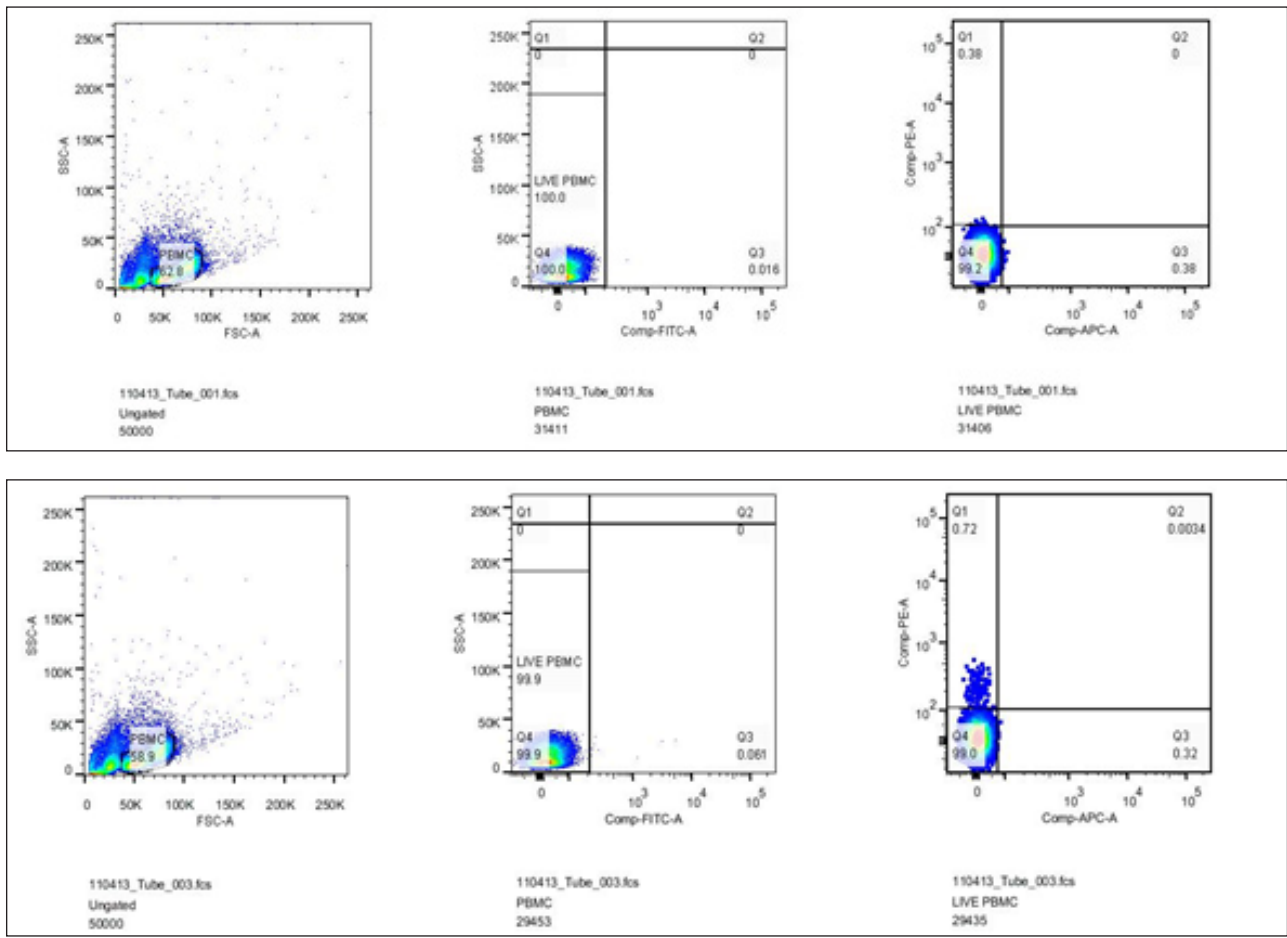 250K
200K
150K
100K
50K
0
SSC-A
PBMC
62.8
0 50K 100K 150K 200K 250K
FSC-A
110413_Tube_001.fcs
Ungated
50000
250K
200K
150K
100K
50K
0
SSC-A
Q1
0
Q2
0
LIVE PBMC
100.0
Q4
100.0
Q3
0.016
0 10^3 10^4 10^5
Comp-FITC-A
110413_Tube_001.fcs
PBMC
31411
10^5
10^4
10^3
10^2
Comp-PE-A
Q1
0.38
Q2
0
Q4
99.2
Q3
0.38
0 10^3 10^4 10^5
Comp-APC-A
110413_Tube_001.fcs
LIVE PBMC
31406
250K
200K
150K
100K
50K
0
SSC-A
PBMC
58.9
0 50K 100K 150K 200K 250K
FSC-A
110413_Tube_003.fcs
Ungated
50000
250K
200K
150K
100K
50K
0
SSC-A
Q1
0
Q2
0
LIVE PBMC
99.9
Q4
99.9
Q3
0.061
0 10^3 10^4 10^5
Comp-FITC-A
110413_Tube_003.fcs
PBMC
29453
10^5
10^4
10^3
10^2
Comp-PE-A
Q1
0.72
Q2
0.0034
Q4
99.0
Q3
0.32
0 10^3 10^4 10^5
Comp-APC-A
110413_Tube_003.fcs
LIVE PBMC
29435